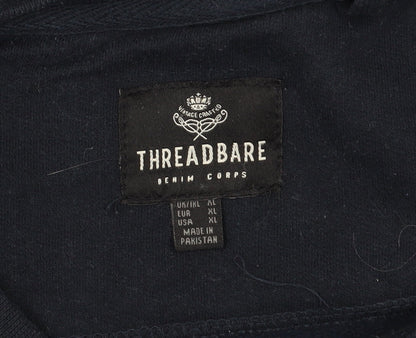 VINTAGE CRAFTED
THREADBARE
DENIM CORPS
UK/IRL XL
EUR XL
USA XL
MADE IN
PAKISTAN